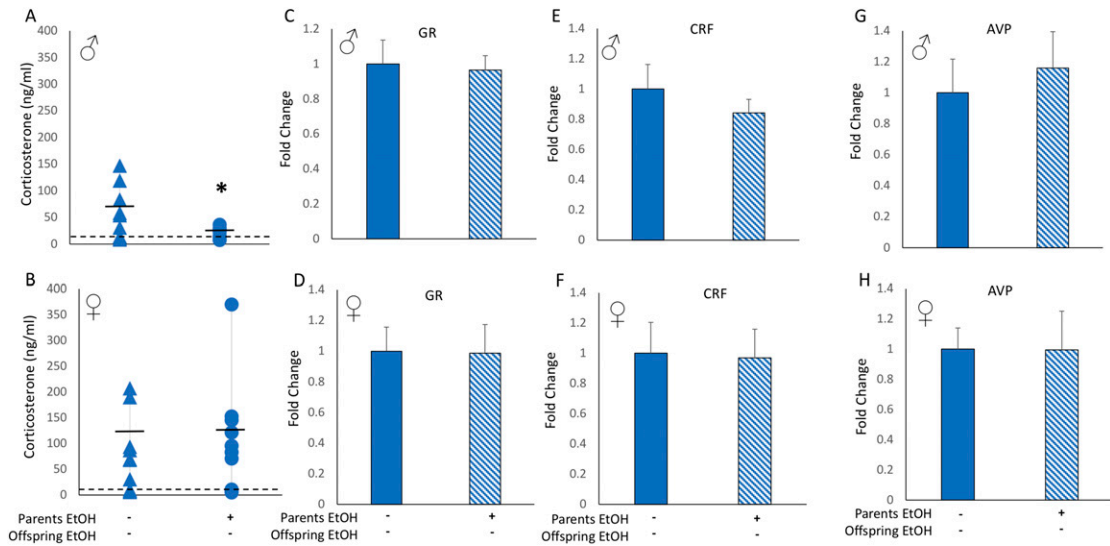 A
♂
Corticosterone (ng/ml)
400
350
300
250
200
150
100
50
0
*
C
♂
GR
Fold Change
1.2
1
0.8
0.6
0.4
0.2
0
E
♂
CRF
Fold Change
1.4
1.2
1
0.8
0.6
0.4
0.2
0
G
♂
AVP
Fold Change
1.4
1.2
1
0.8
0.6
0.4
0.2
0
B
♀
Corticosterone (ng/ml)
400
350
300
250
200
150
100
50
0
D
♀
GR
Fold Change
1.4
1.2
1
0.8
0.6
0.4
0.2
0
F
♀
CRF
Fold Change
1.4
1.2
1
0.8
0.6
0.4
0.2
0
H
♀
AVP
Fold Change
1.4
1.2
1
0.8
0.6
0.4
0.2
0
Parents EtOH - +
Offspring EtOH - -
Parents EtOH - +
Offspring EtOH - -
Parents EtOH - +
Offspring EtOH - -
Parents EtOH - +
Offspring EtOH - -